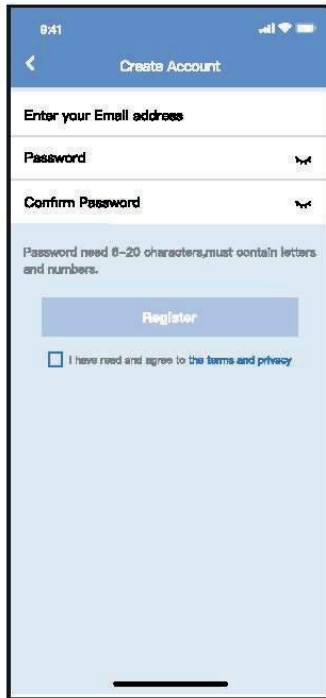 9:41
Create Account
Enter your Email address
Password
Confirm Password
Password need 6-20 characters,must contain letters
and numbers.
Register
I have read and agree to the terms and privacy